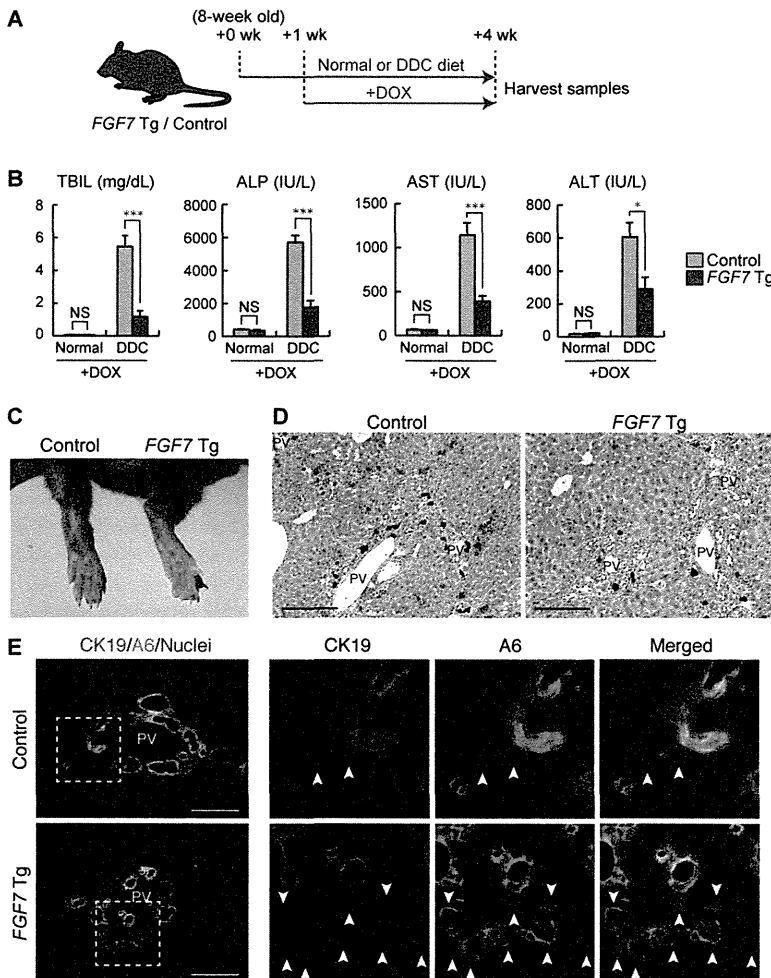 A
(8-week old)
+0 wk +1 wk +4 wk
Normal or DDC diet
+DOX
Harvest samples
FGF7 Tg / Control
B
TBIL (mg/dL) ALP (IU/L) AST (IU/L) ALT (IU/L)
8 6 4 2 0
NS ***
Normal DDC
+DOX
8000 6000 4000 2000 0
NS ***
Normal DDC
+DOX
1500 1000 500 0
NS ***
Normal DDC
+DOX
800 600 400 200 0
NS *
Normal DDC
+DOX
Control
FGF7 Tg
C
Control FGF7 Tg
D
Control FGF7 Tg
PV PV PV
PV PV PV
E
CK19/A6/Nuclei CK19 A6 Merged
Control
PV
FGF7 Tg
PV